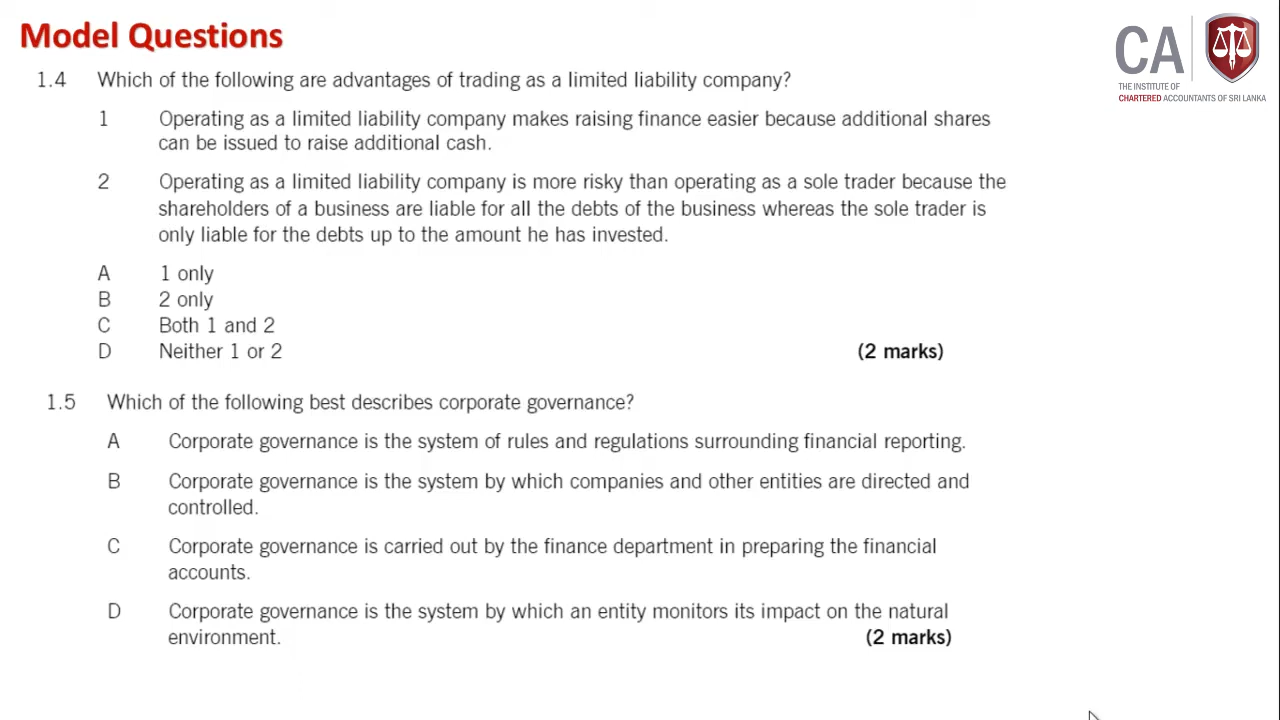 Model Questions
CA
THE INSTITUTE OF
CHARTERED ACCOUNTANTS OF SRI LANKA
1.4 Which of the following are advantages of trading as a limited liability company?
1 Operating as a limited liability company makes raising finance easier because additional shares
can be issued to raise additional cash.
2 Operating as a limited liability company is more risky than operating as a sole trader because the
shareholders of a business are liable for all the debts of the business whereas the sole trader is
only liable for the debts up to the amount he has invested.
A 1 only
B 2 only
C Both 1 and 2
D Neither 1 or 2 (2 marks)
1.5 Which of the following best describes corporate governance?
A Corporate governance is the system of rules and regulations surrounding financial reporting.
B Corporate governance is the system by which companies and other entities are directed and
controlled.
C Corporate governance is carried out by the finance department in preparing the financial
accounts.
D Corporate governance is the system by which an entity monitors its impact on the natural
environment. (2 marks)